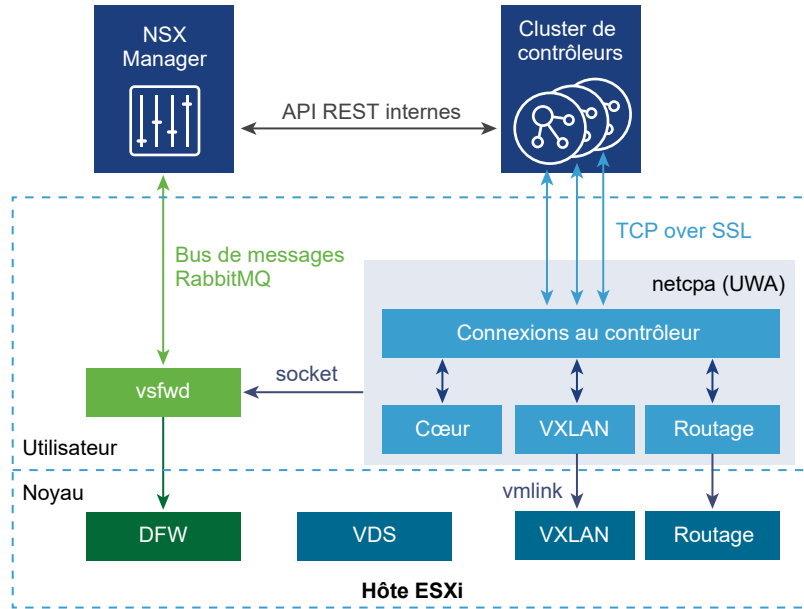 NSX
Manager
Cluster de
contrôleurs
API REST internes
Bus de messages
RabbitMQ
TCP over SSL
netcpa (UWA)
Connexions au contrôleur
socket
vsfwd
Cœur
VXLAN
Routage
Utilisateur
Noyau
vmlink
DFW
VDS
VXLAN
Routage
Hôte ESXi